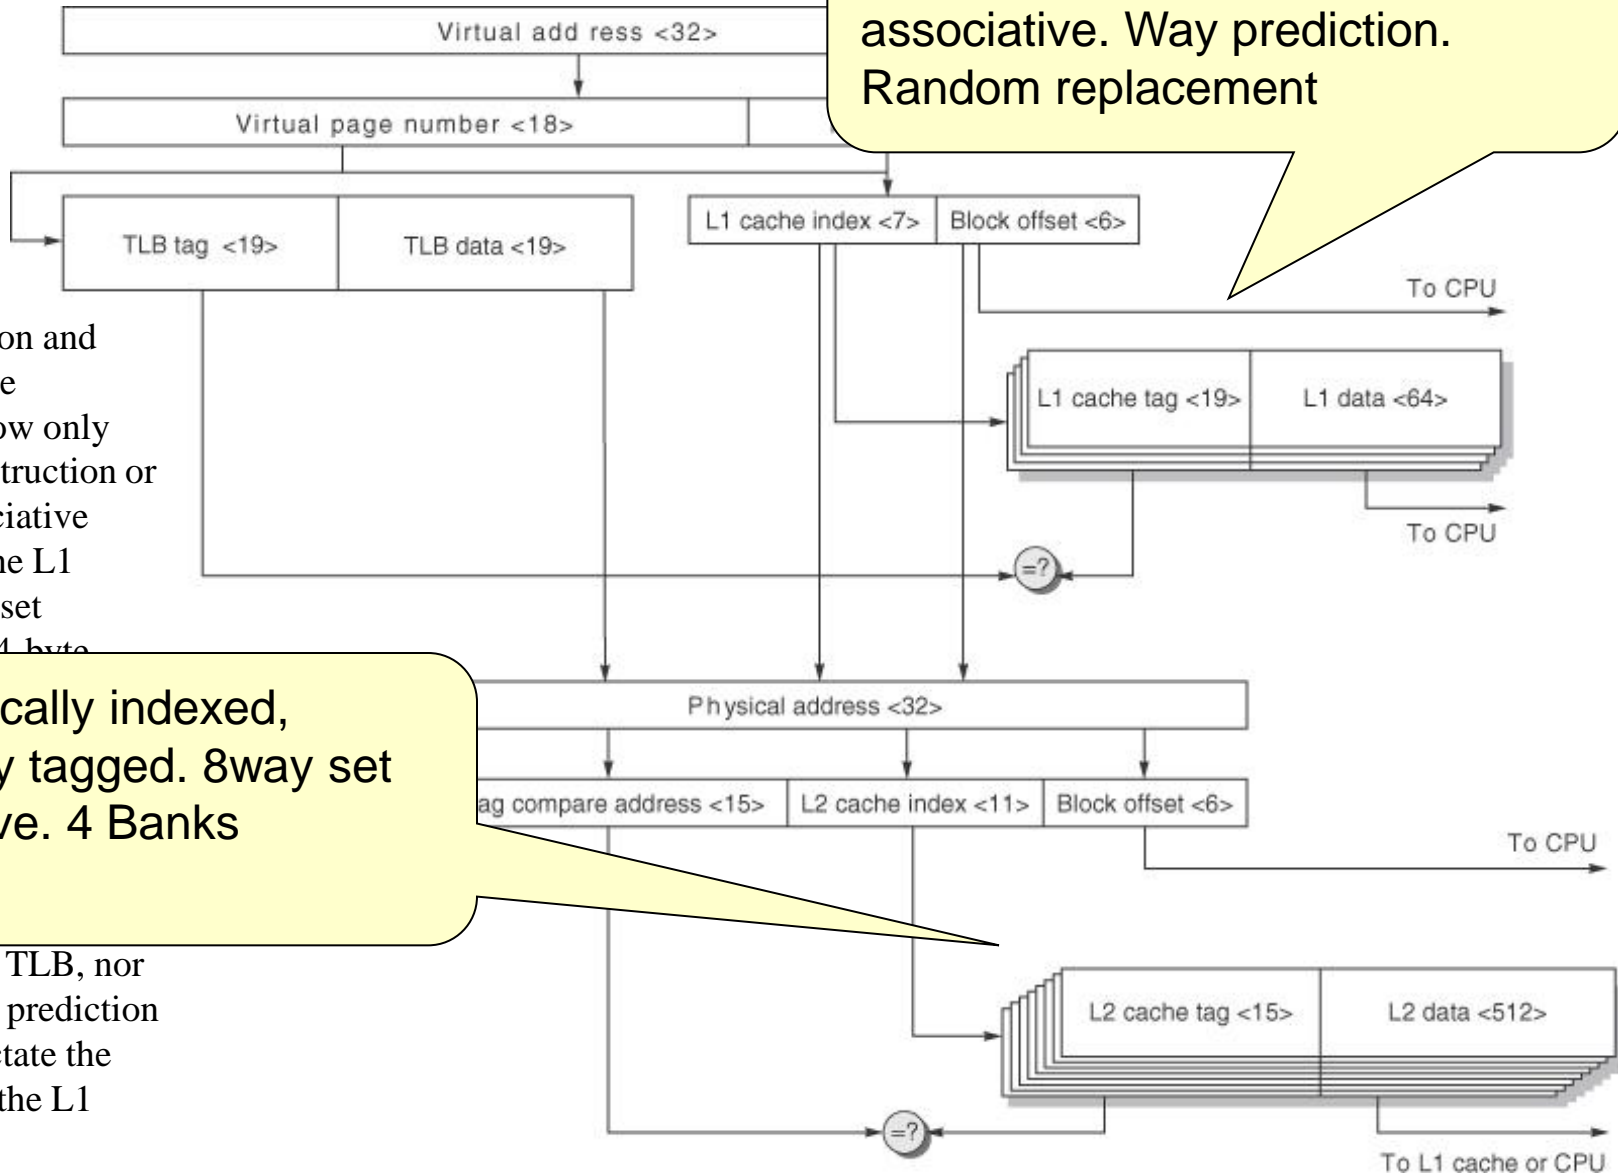 Virtual add ress <32>
associative. Way prediction.
Random replacement
Virtual page number <18>
TLB tag <19>
TLB data <19>
L1 cache index <7>
Block offset <6>
To CPU
L1 cache tag <19>
L1 data <64>
To CPU
=?
on and
e
ow only
struction or
ciative
he L1
set
Physical address <32>
cally indexed,
y tagged. 8way set
ve. 4 Banks
ag compare address <15>
L2 cache index <11>
Block offset <6>
To CPU
TLB, nor
prediction
ctate the
the L1
L2 cache tag <15>
L2 data <512>
=?
To L1 cache or CPU